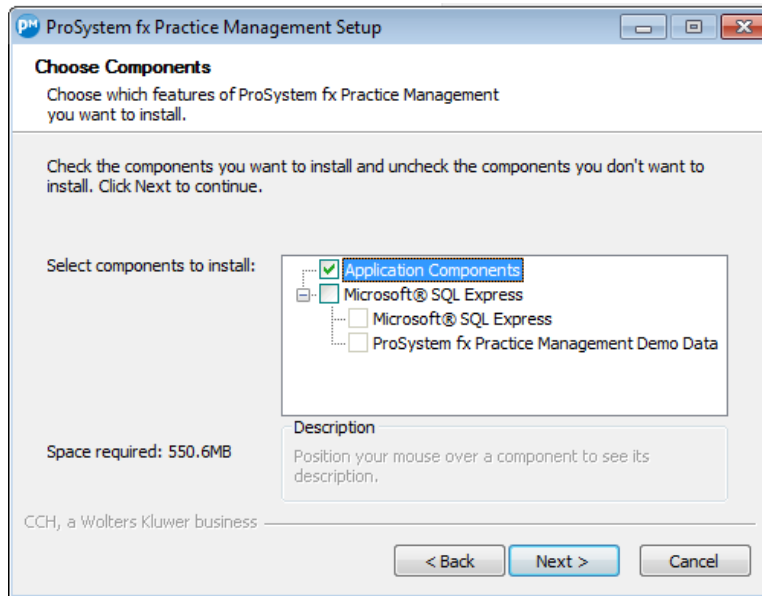 PM ProSystem fx Practice Management Setup
Choose Components
Choose which features of ProSystem fx Practice Management
you want to install.
Check the components you want to install and uncheck the components you don't want to
install. Click Next to continue.
Select components to install:
Application Components
Microsoft® SQL Express
Microsoft® SQL Express
ProSystem fx Practice Management Demo Data
Space required: 550.6MB
Description
Position your mouse over a component to see its
description.
CCH, a Wolters Kluwer business
< Back
Next >
Cancel